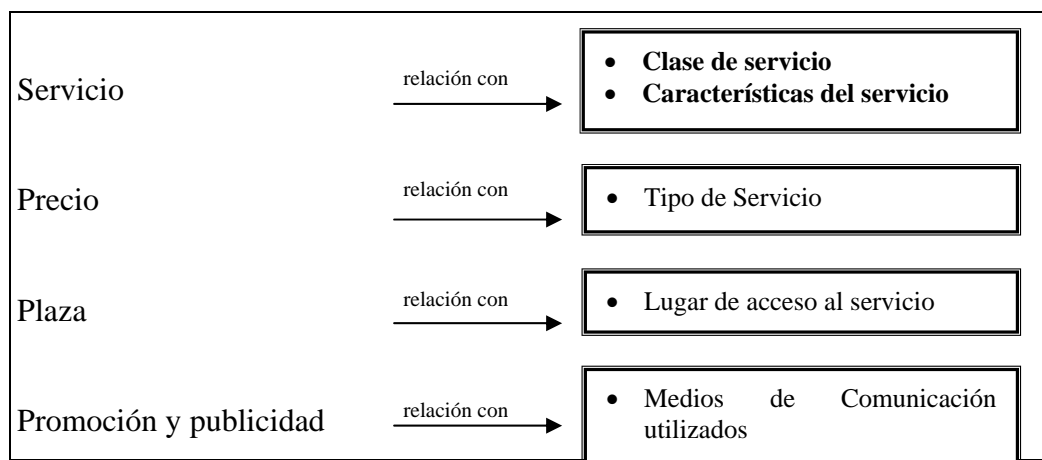 Servicio
relación con
• Clase de servicio
• Características del servicio
Precio
relación con
• Tipo de Servicio
Plaza
relación con
• Lugar de acceso al servicio
Promoción y publicidad
relación con
• Medios de Comunicación
utilizados